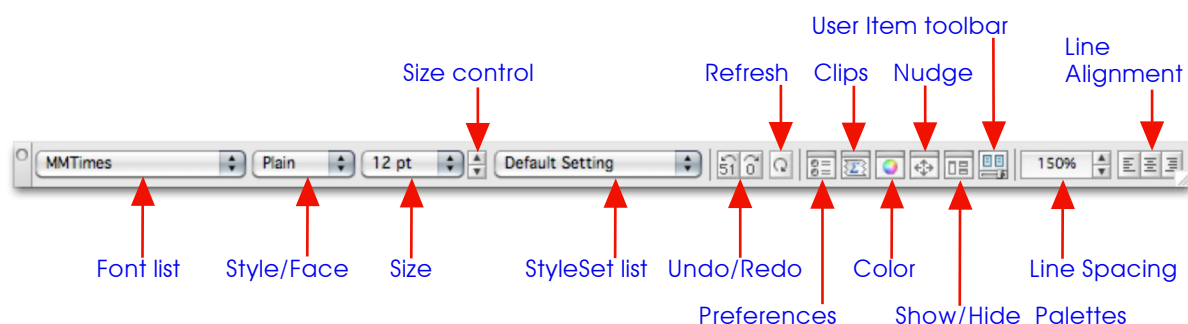 User Item toolbar
Line
Alignment
Size control
Refresh
Clips
Nudge
MMTimes
Plain
12 pt
Default Setting
51
0
Σ
150%
Font list
Style/Face
Size
StyleSet list
Undo/Redo
Color
Line Spacing
Preferences
Show/Hide Palettes